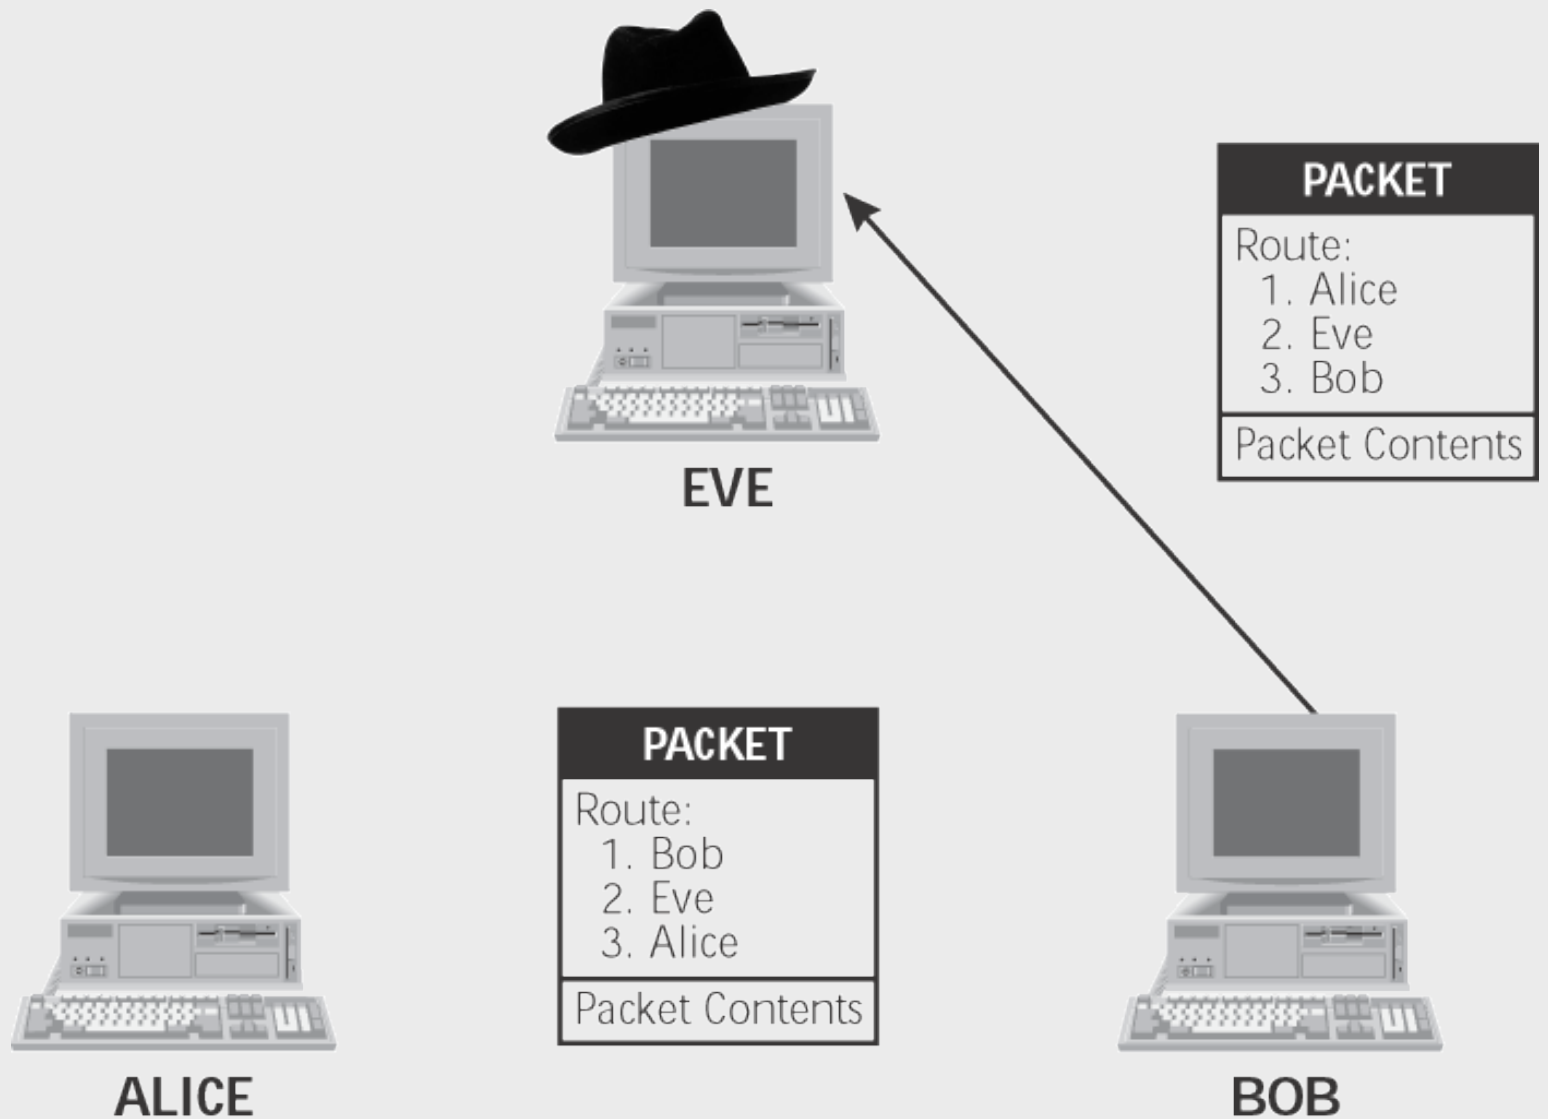 PACKET
Route:
1. Alice
2. Eve
3. Bob
Packet Contents
EVE
PACKET
Route:
1. Bob
2. Eve
3. Alice
Packet Contents
ALICE
BOB